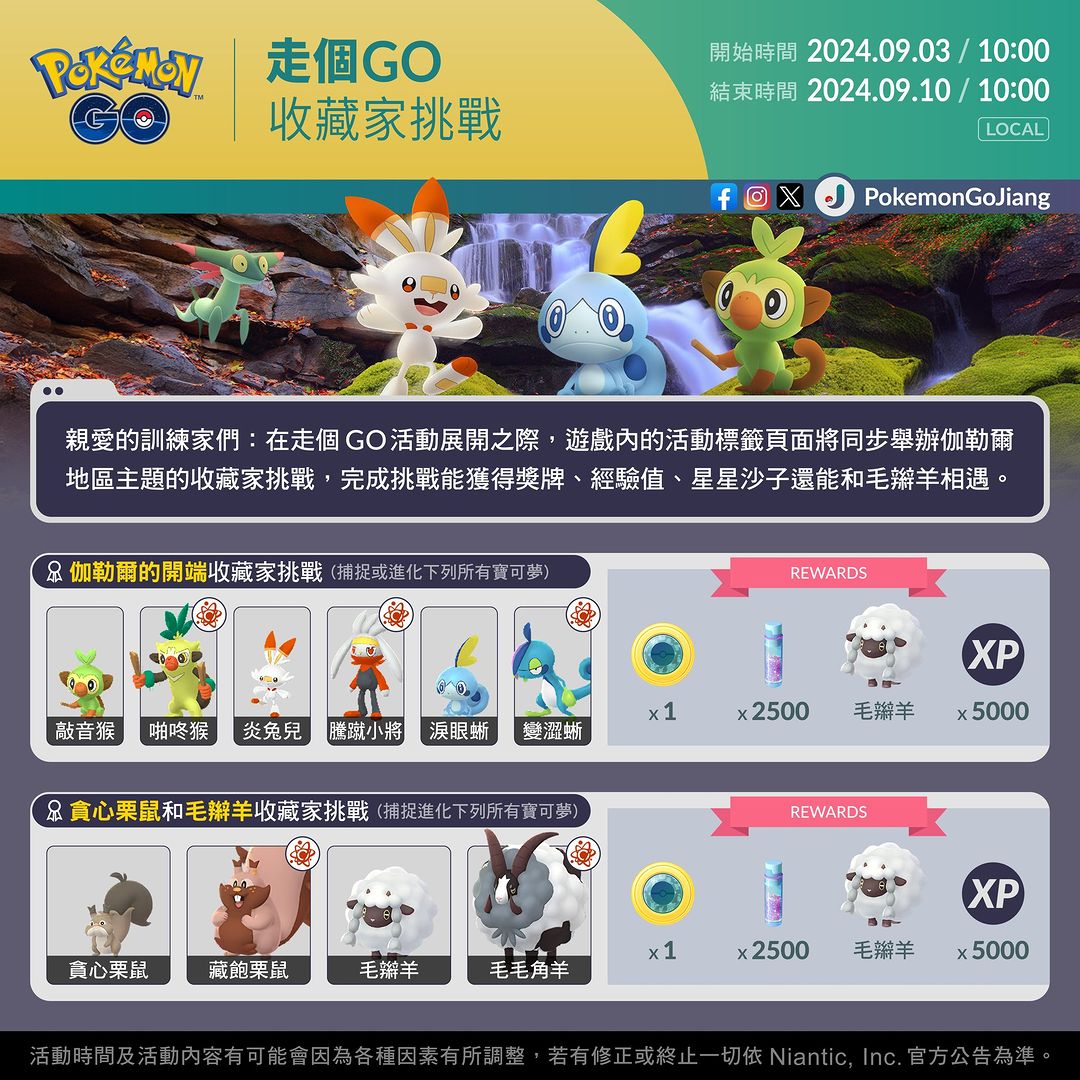 POKÉMON GO™
走個GO
收藏家挑戰
開始時間 2024.09.03 / 10:00
結束時間 2024.09.10 / 10:00
LOCAL
PokemonGoJiang
親愛的訓練家們：在走個 GO 活動展開之際，遊戲內的活動標籤頁面將同步舉辦伽勒爾
地區主題的收藏家挑戰，完成挑戰能獲得獎牌、經驗值、星星沙子還能和毛辮羊相遇。
伽勒爾的開端收藏家挑戰 (捕捉或進化下列所有寶可夢)
敲音猴 啪咚猴 炎兔兒 騰蹴小將 淚眼蜥 變澀蜥
REWARDS
XP
x 1 x 2500 毛辮羊 x 5000
貪心栗鼠和毛辮羊收藏家挑戰 (捕捉進化下列所有寶可夢)
貪心栗鼠 藏飽栗鼠 毛辮羊 毛毛角羊
REWARDS
XP
x 1 x 2500 毛辮羊 x 5000
活動時間及活動內容有可能會因為各種因素有所調整，若有修正或終止一切依 Niantic, Inc. 官方公告為準。